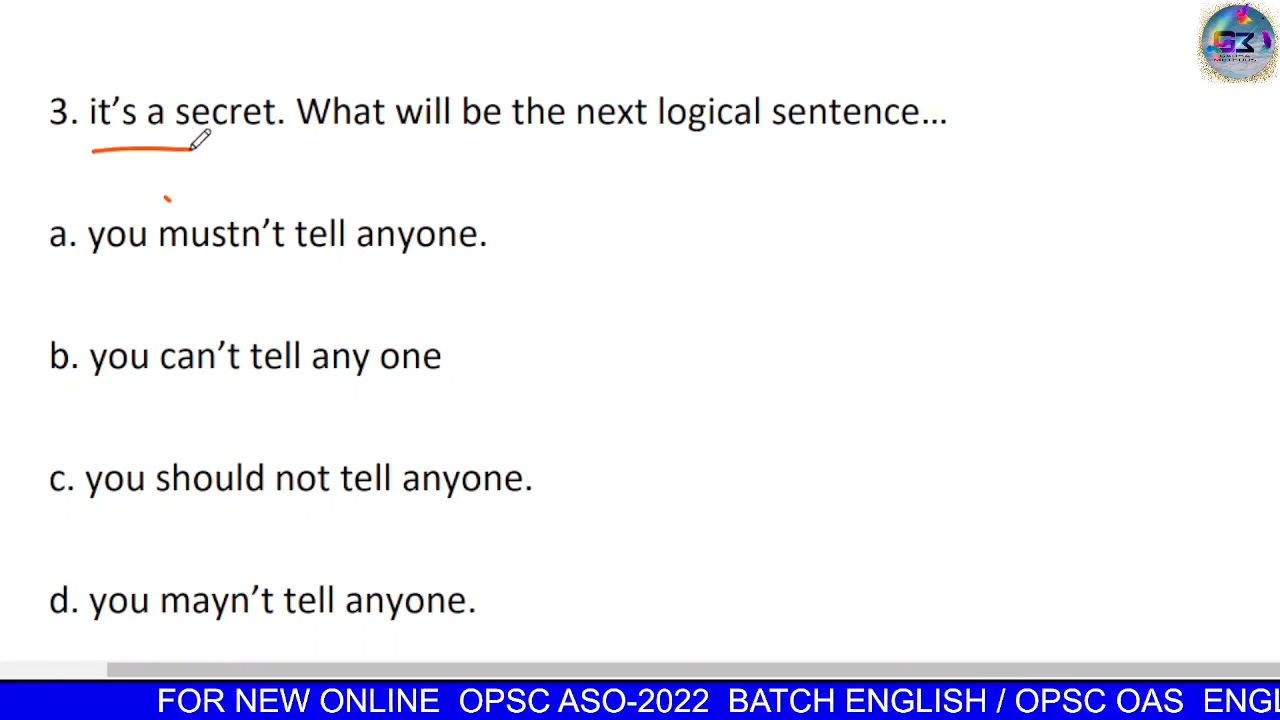 G3
3. it’s a secret. What will be the next logical sentence…
a. you mustn’t tell anyone.
b. you can’t tell any one
c. you should not tell anyone.
d. you mayn’t tell anyone.
FOR NEW ONLINE OPSC ASO-2022 BATCH ENGLISH / OPSC OAS ENGL